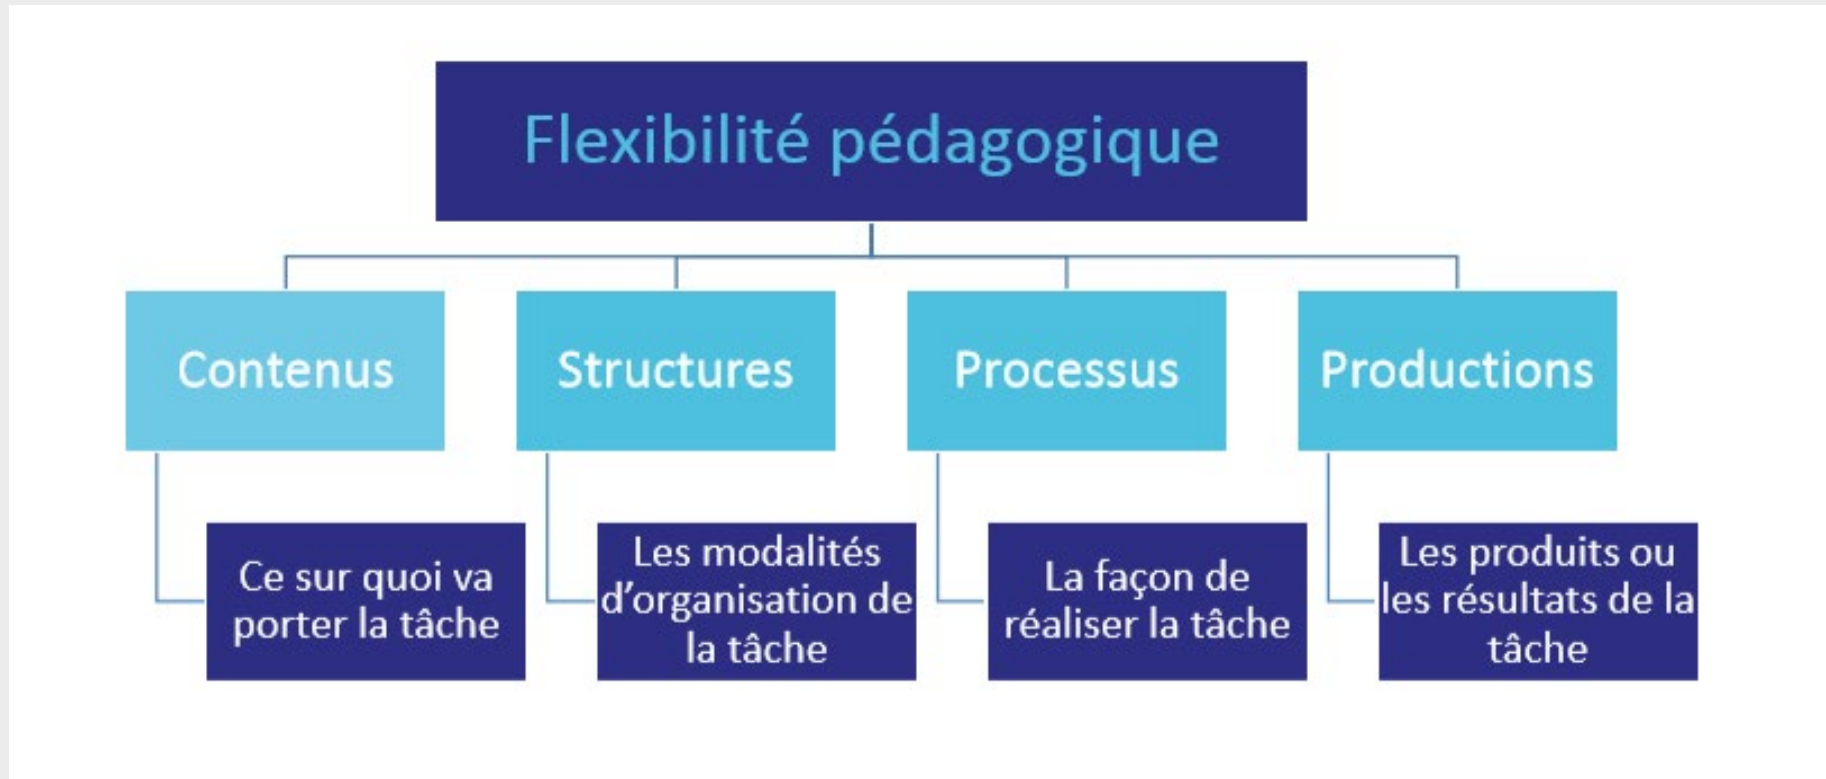 Flexibilité pédagogique
Contenus
Structures
Processus
Productions
Ce sur quoi va
porter la tâche
Les modalités
d’organisation de
la tâche
La façon de
réaliser la tâche
Les produits ou
les résultats de la
tâche